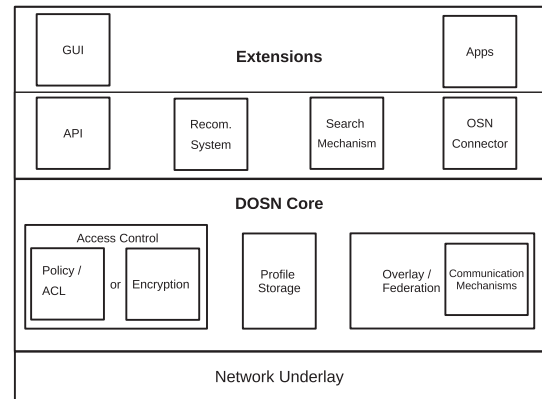 GUI
Extensions
Apps
API
Recom.
System
Search
Mechanism
OSN
Connector
DOSN Core
Access Control
Policy /
ACL
or
Encryption
Profile
Storage
Overlay /
Federation
Communication
Mechanisms
Network Underlay